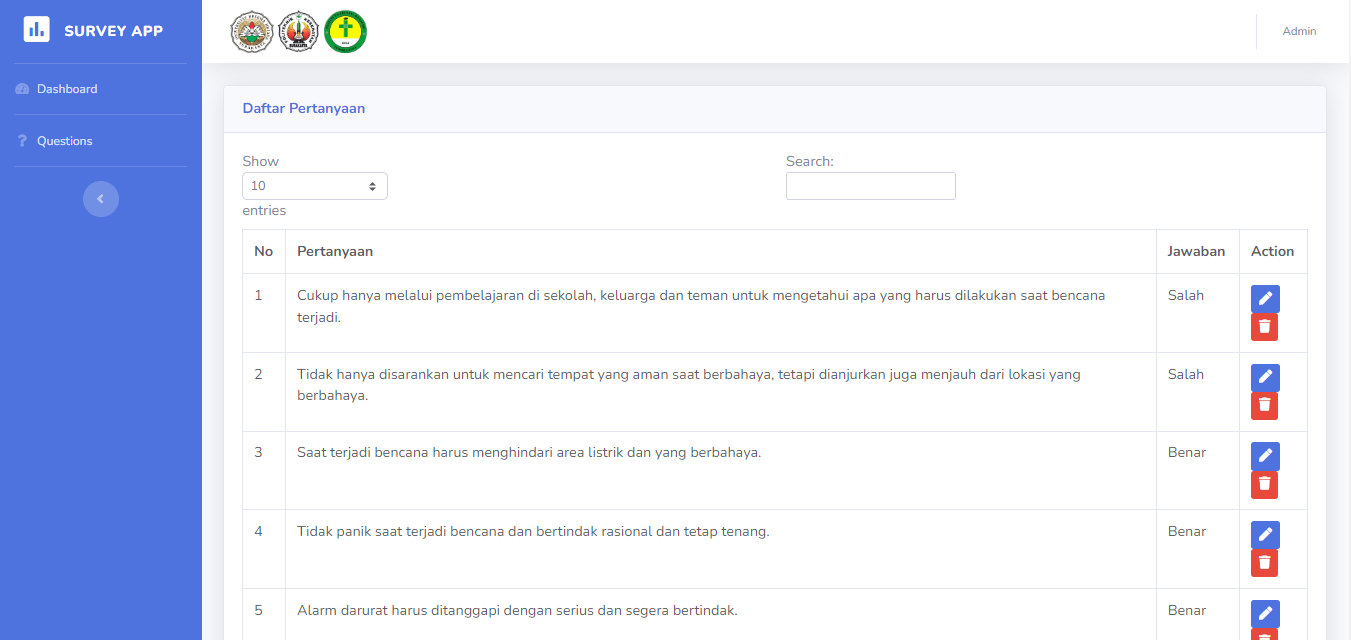 SURVEY APP
Admin
Dashboard
Questions
Daftar Pertanyaan
Show
10
entries
Search:
No Pertanyaan Jawaban Action
1 Cukup hanya melalui pembelajaran di sekolah, keluarga dan teman untuk mengetahui apa yang harus dilakukan saat bencana Salah
terjadi.
2 Tidak hanya disarankan untuk mencari tempat yang aman saat berbahaya, tetapi dianjurkan juga menjauh dari lokasi yang Salah
berbahaya.
3 Saat terjadi bencana harus menghindari area listrik dan yang berbahaya. Benar
4 Tidak panik saat terjadi bencana dan bertindak rasional dan tetap tenang. Benar
5 Alarm darurat harus ditanggapi dengan serius dan segera bertindak. Benar